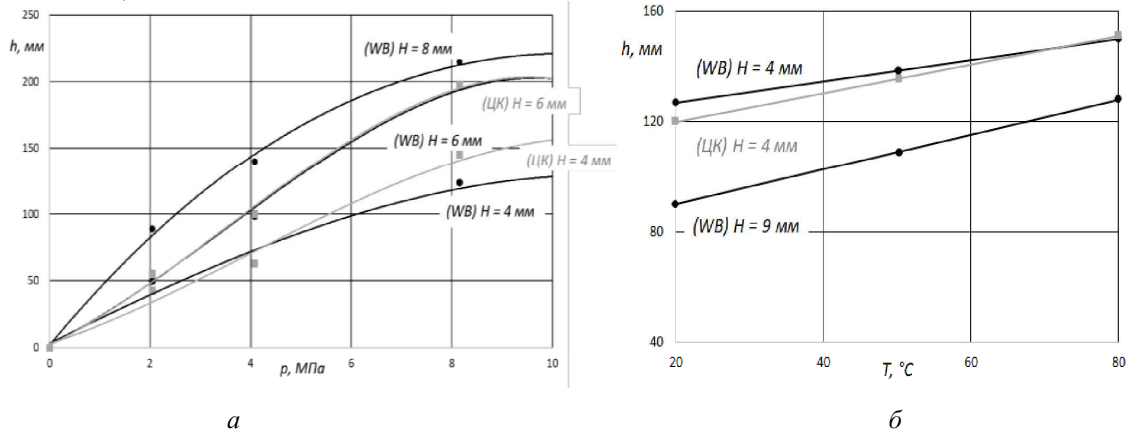 250
h, мм
200
150
100
50
0
(WB) H = 8 мм
(ЦК) H = 6 мм
(WB) H = 6 мм
(ЦК) H = 4 мм
(WB) H = 4 мм
0 2 4 6 8 10
p, МПа
а
160
h, мм
120
80
40
(WB) H = 4 мм
(ЦК) H = 4 мм
(WB) H = 9 мм
20 40 60 80
T, °C
б